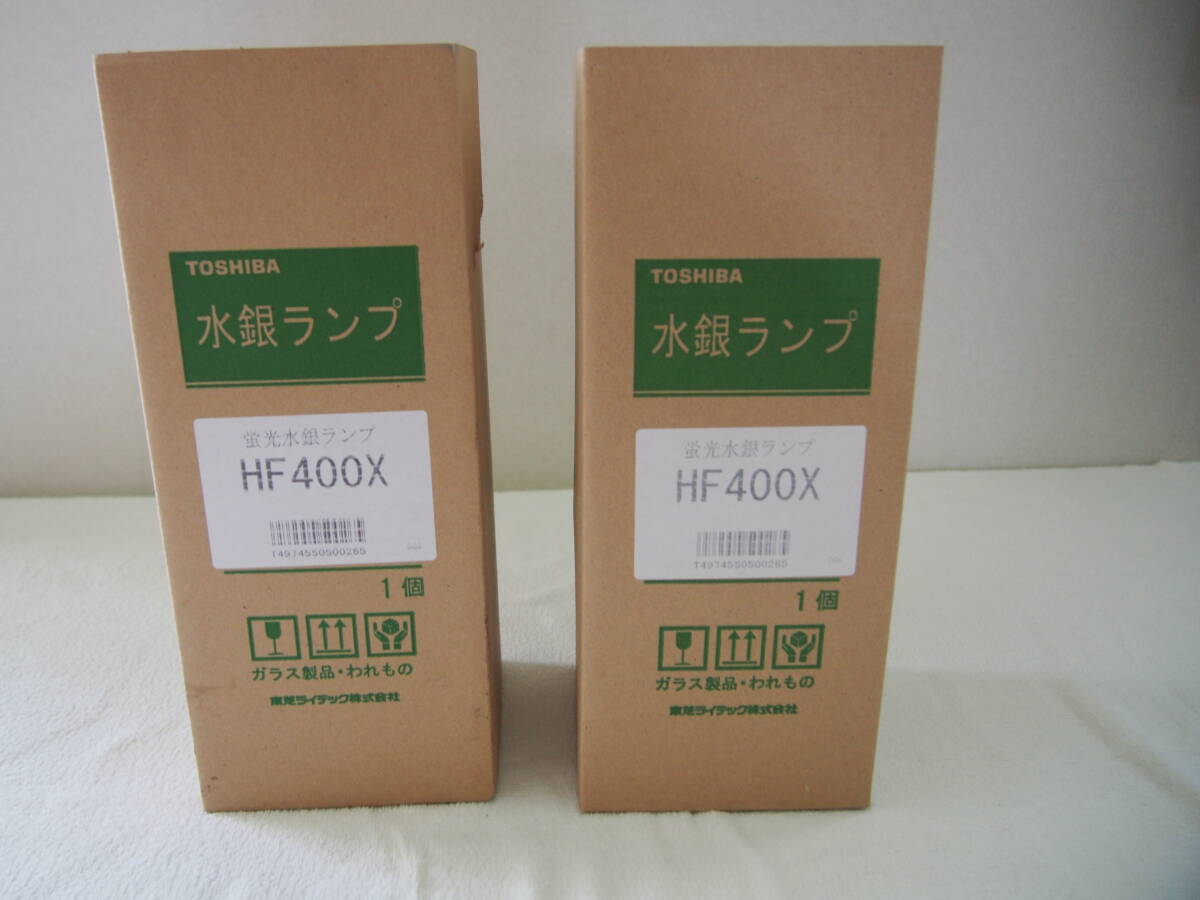 TOSHIBA
水銀ランプ
蛍光水銀ランプ
HF400X
T4974550500265
1個
ガラス製品・われもの
東芝ライテック株式会社
TOSHIBA
水銀ランプ
蛍光水銀ランプ
HF400X
T4974550500265
1個
ガラス製品・われもの
東芝ライテック株式会社